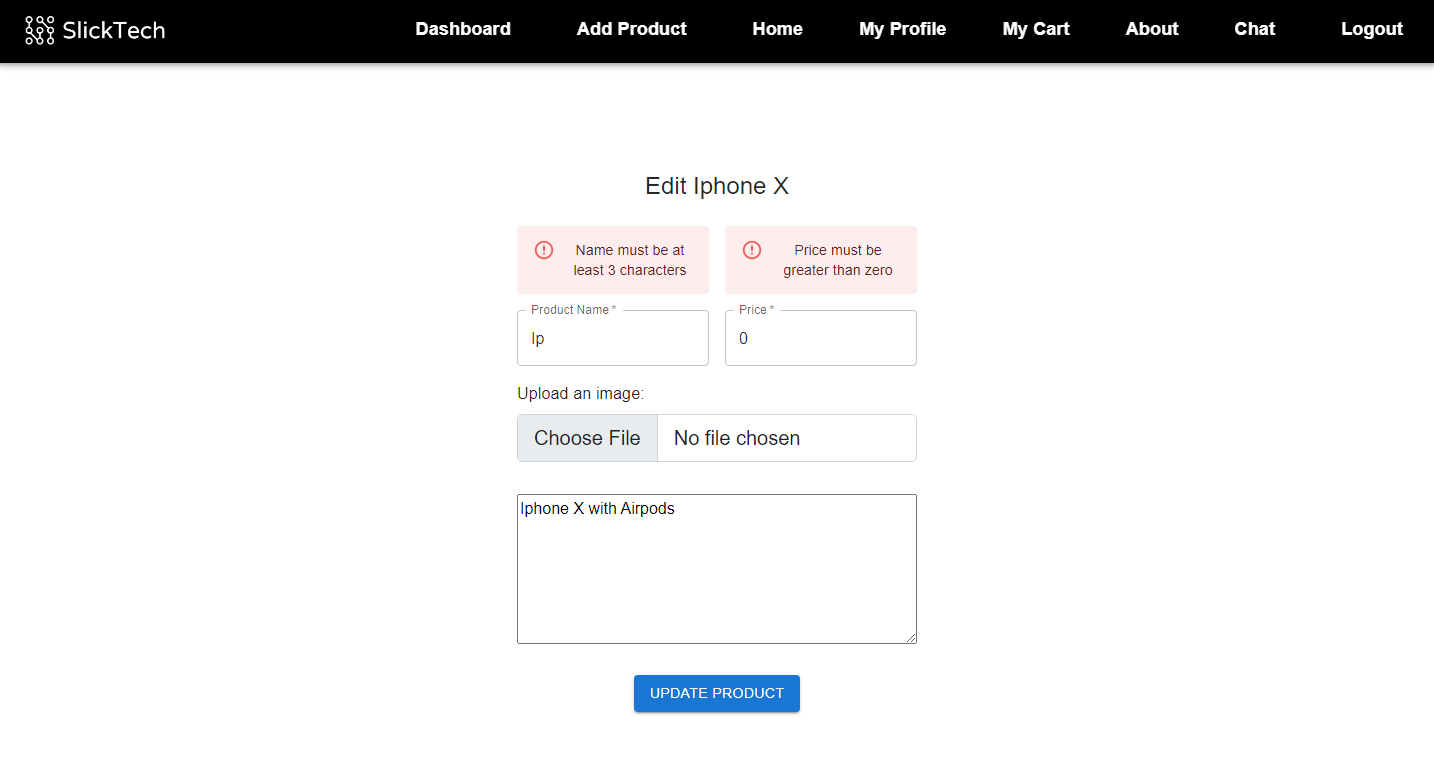 SlickTech Dashboard Add Product Home My Profile My Cart About Chat Logout
Edit Iphone X
Name must be at
least 3 characters
Price must be
greater than zero
Product Name *
Ip
Price *
0
Upload an image:
Choose File No file chosen
Iphone X with Airpods
UPDATE PRODUCT